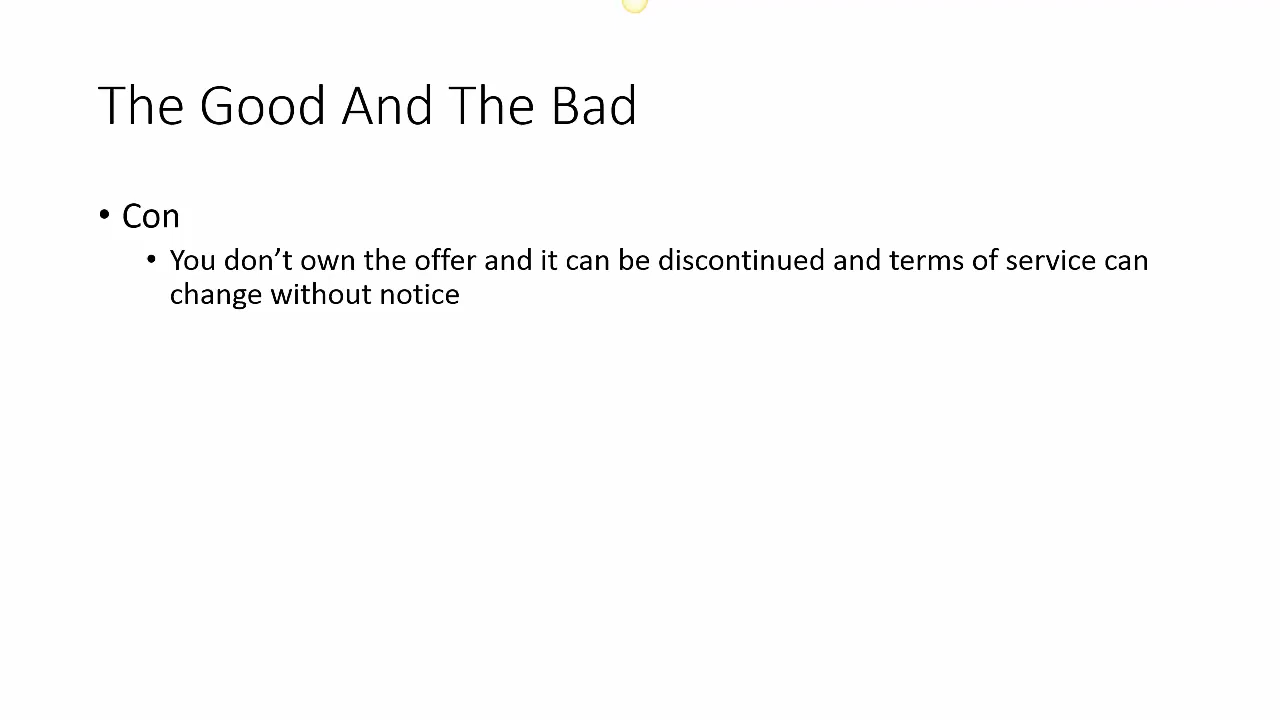 The Good And The Bad
• Con
• You don’t own the offer and it can be discontinued and terms of service can
change without notice